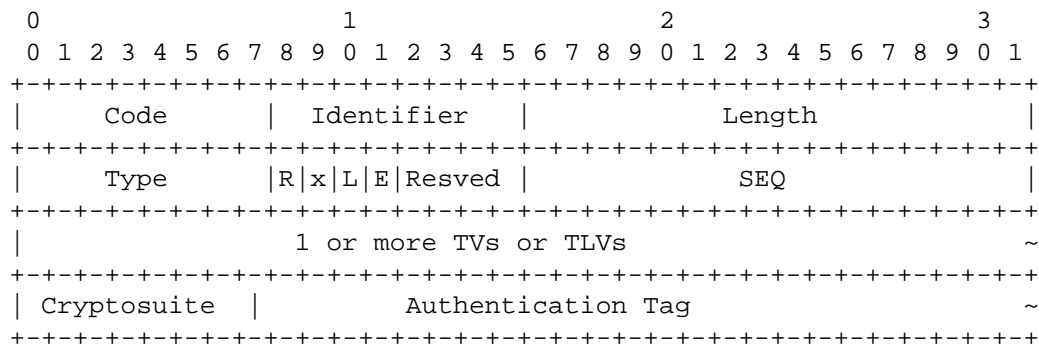 0                   1                   2                   3
 0 1 2 3 4 5 6 7 8 9 0 1 2 3 4 5 6 7 8 9 0 1 2 3 4 5 6 7 8 9 0 1
+-+-+-+-+-+-+-+-+-+-+-+-+-+-+-+-+-+-+-+-+-+-+-+-+-+-+-+-+-+-+-+-+
|     Code      |  Identifier   |            Length             |
+-+-+-+-+-+-+-+-+-+-+-+-+-+-+-+-+-+-+-+-+-+-+-+-+-+-+-+-+-+-+-+-+
|     Type      |R|x|L|E|Resved |             SEQ               |
+-+-+-+-+-+-+-+-+-+-+-+-+-+-+-+-+-+-+-+-+-+-+-+-+-+-+-+-+-+-+-+-+
|                 1 or more TVs or TLVs                         ~
+-+-+-+-+-+-+-+-+-+-+-+-+-+-+-+-+-+-+-+-+-+-+-+-+-+-+-+-+-+-+-+-+
| Cryptosuite  |         Authentication Tag                     ~
+-+-+-+-+-+-+-+-+-+-+-+-+-+-+-+-+-+-+-+-+-+-+-+-+-+-+-+-+-+-+-+-+